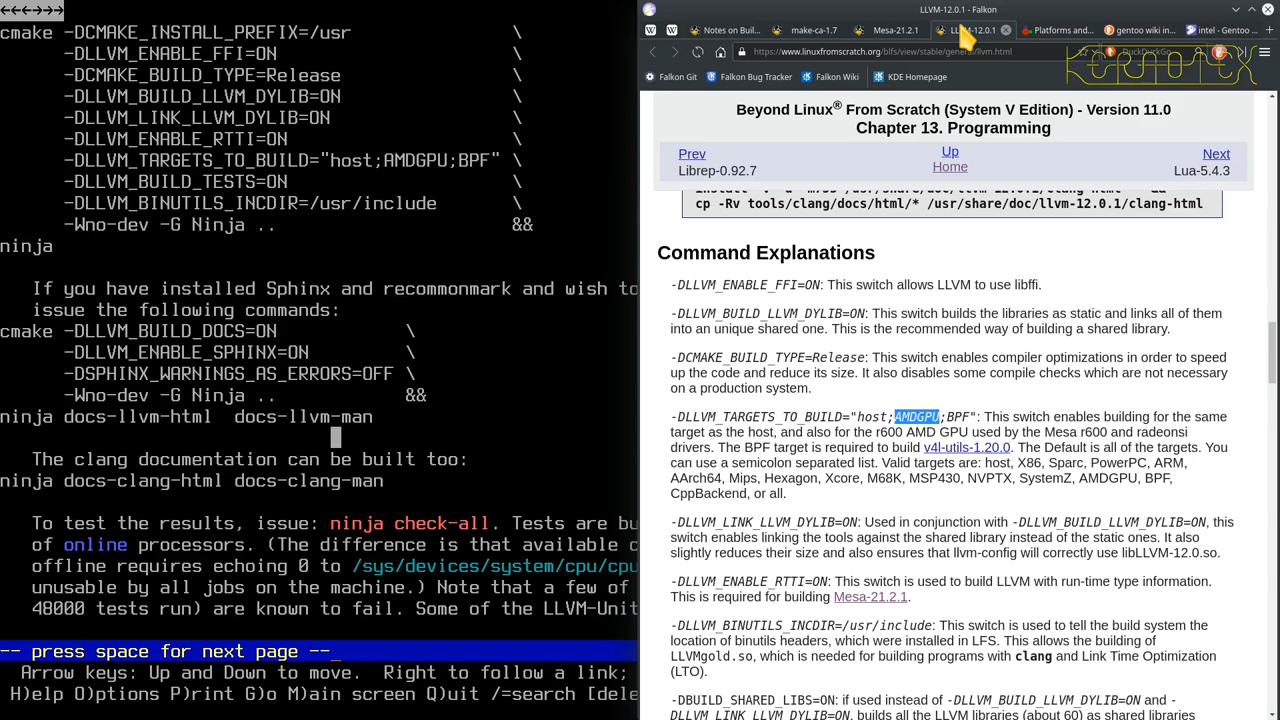 ←←←→→→
cmake -DCMAKE_INSTALL_PREFIX=/usr \
-DLLVM_ENABLE_FFI=ON \
-DCMAKE_BUILD_TYPE=Release \
-DLLVM_BUILD_LLVM_DYLIB=ON \
-DLLVM_LINK_LLVM_DYLIB=ON \
-DLLVM_ENABLE_RTTI=ON \
-DLLVM_TARGETS_TO_BUILD="host;AMDGPU;BPF" \
-DLLVM_BUILD_TESTS=ON \
-DLLVM_BINUTILS_INCDIR=/usr/include \
-Wno-dev -G Ninja .. &&
ninja
If you have installed Sphinx and recommonmark and wish to
issue the following commands:
cmake -DLLVM_BUILD_DOCS=ON \
-DLLVM_ENABLE_SPHINX=ON \
-DSPHINX_WARNINGS_AS_ERRORS=OFF \
-Wno-dev -G Ninja .. &&
ninja docs-llvm-html docs-llvm-man
The clang documentation can be built too:
ninja docs-clang-html docs-clang-man
To test the results, issue: ninja check-all. Tests are bu
of online processors. (The difference is that available c
offline requires echoing 0 to /sys/devices/system/cpu/cpu
unusable by all jobs on the machine.) Note that a few of
48000 tests run) are known to fail. Some of the LLVM-Unit
-- press space for next page --
Arrow keys: Up and Down to move. Right to follow a link;
H)elp O)ptions P)rint G)o M)ain screen Q)uit /=search [dele
LLVM-12.0.1 - Falkon
Notes on Buil... make-ca-1.7 Mesa-21.2.1 LLVM-12.0.1 Platforms and... gentoo wiki in... intel - Gentoo ...
https://www.linuxfromscratch.org/blfs/view/stable/general/llvm.html DuckDuckGo
Falkon Git Falkon Bug Tracker Falkon Wiki KDE Homepage
Beyond Linux® From Scratch (System V Edition) - Version 11.0
Chapter 13. Programming
Prev Up Next
Librep-0.92.7 Home Lua-5.4.3
install -v -d -m755 /usr/share/doc/llvm-12.0.1/clang-html &&
cp -Rv tools/clang/docs/html/* /usr/share/doc/llvm-12.0.1/clang-html
Command Explanations
-DLLVM_ENABLE_FFI=ON: This switch allows LLVM to use libffi.
-DLLVM_BUILD_LLVM_DYLIB=ON: This switch builds the libraries as static and links all of them
into an unique shared one. This is the recommended way of building a shared library.
-DCMAKE_BUILD_TYPE=Release: This switch enables compiler optimizations in order to speed
up the code and reduce its size. It also disables some compile checks which are not necessary
on a production system.
-DLLVM_TARGETS_TO_BUILD="host;AMDGPU;BPF": This switch enables building for the same
target as the host, and also for the r600 AMD GPU used by the Mesa r600 and radeonsi
drivers. The BPF target is required to build v4l-utils-1.20.0. The Default is all of the targets. You
can use a semicolon separated list. Valid targets are: host, X86, Sparc, PowerPC, ARM,
AArch64, Mips, Hexagon, Xcore, M68K, MSP430, NVPTX, SystemZ, AMDGPU, BPF,
CppBackend, or all.
-DLLVM_LINK_LLVM_DYLIB=ON: Used in conjunction with -DLLVM_BUILD_LLVM_DYLIB=ON, this
switch enables linking the tools against the shared library instead of the static ones. It also
slightly reduces their size and also ensures that llvm-config will correctly use libLLVM-12.0.so.
-DLLVM_ENABLE_RTTI=ON: This switch is used to build LLVM with run-time type information.
This is required for building Mesa-21.2.1.
-DLLVM_BINUTILS_INCDIR=/usr/include: This switch is used to tell the build system the
location of binutils headers, which were installed in LFS. This allows the building of
LLVMgold.so, which is needed for building programs with clang and Link Time Optimization
(LTO).
-DBUILD_SHARED_LIBS=ON: if used instead of -DLLVM_BUILD_LLVM_DYLIB=ON and -
DLLVM_LINK_LLVM_DYLIB=ON, builds all the LLVM libraries (about 60) as shared libraries